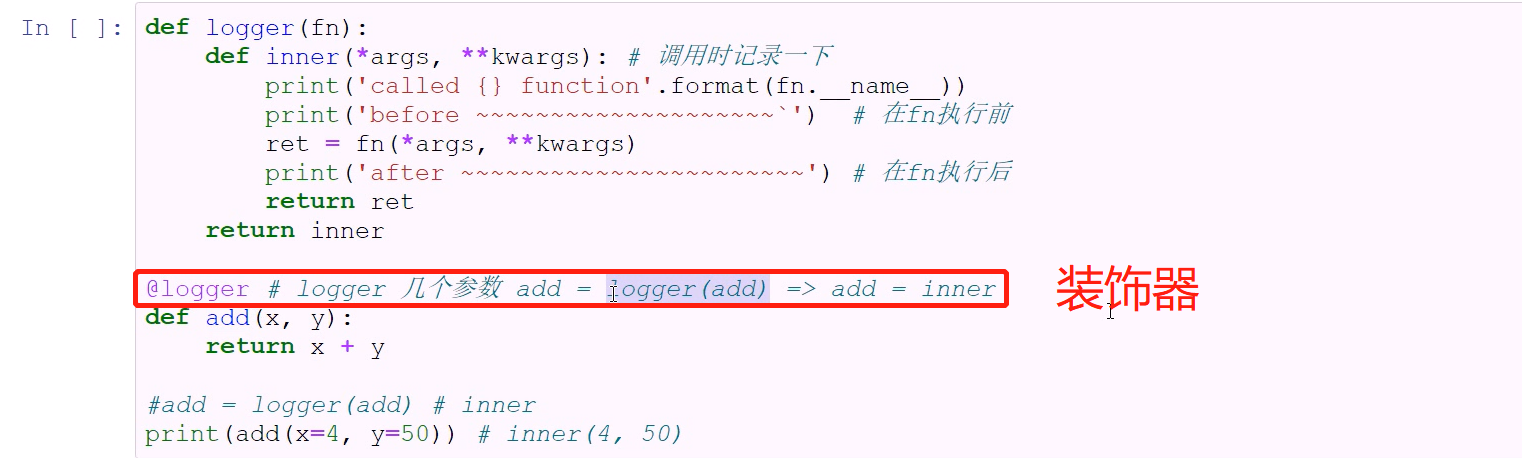 In [ ]:
def logger(fn):
    def inner(*args, **kwargs): # 调用时记录一下
        print('called {} function'.format(fn.__name__))
        print('before ~~~~~~~~~~~~~~~~~~~~`')  # 在fn执行前
        ret = fn(*args, **kwargs)
        print('after ~~~~~~~~~~~~~~~~~~~~~~~') # 在fn执行后
        return ret
    return inner
@logger # logger 几个参数 add = logger(add) => add = inner
装饰器
def add(x, y):
    return x + y
#add = logger(add) # inner
print(add(x=4, y=50)) # inner(4, 50)